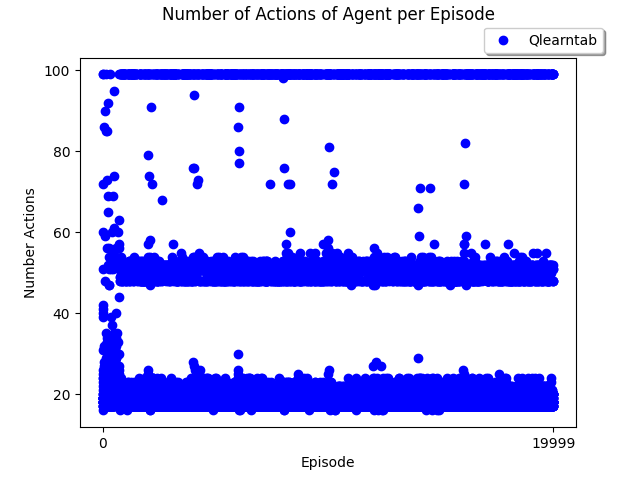 Number of Actions of Agent per Episode
Qlearntab
100
80
60
40
20
Number Actions
0
19999
Episode